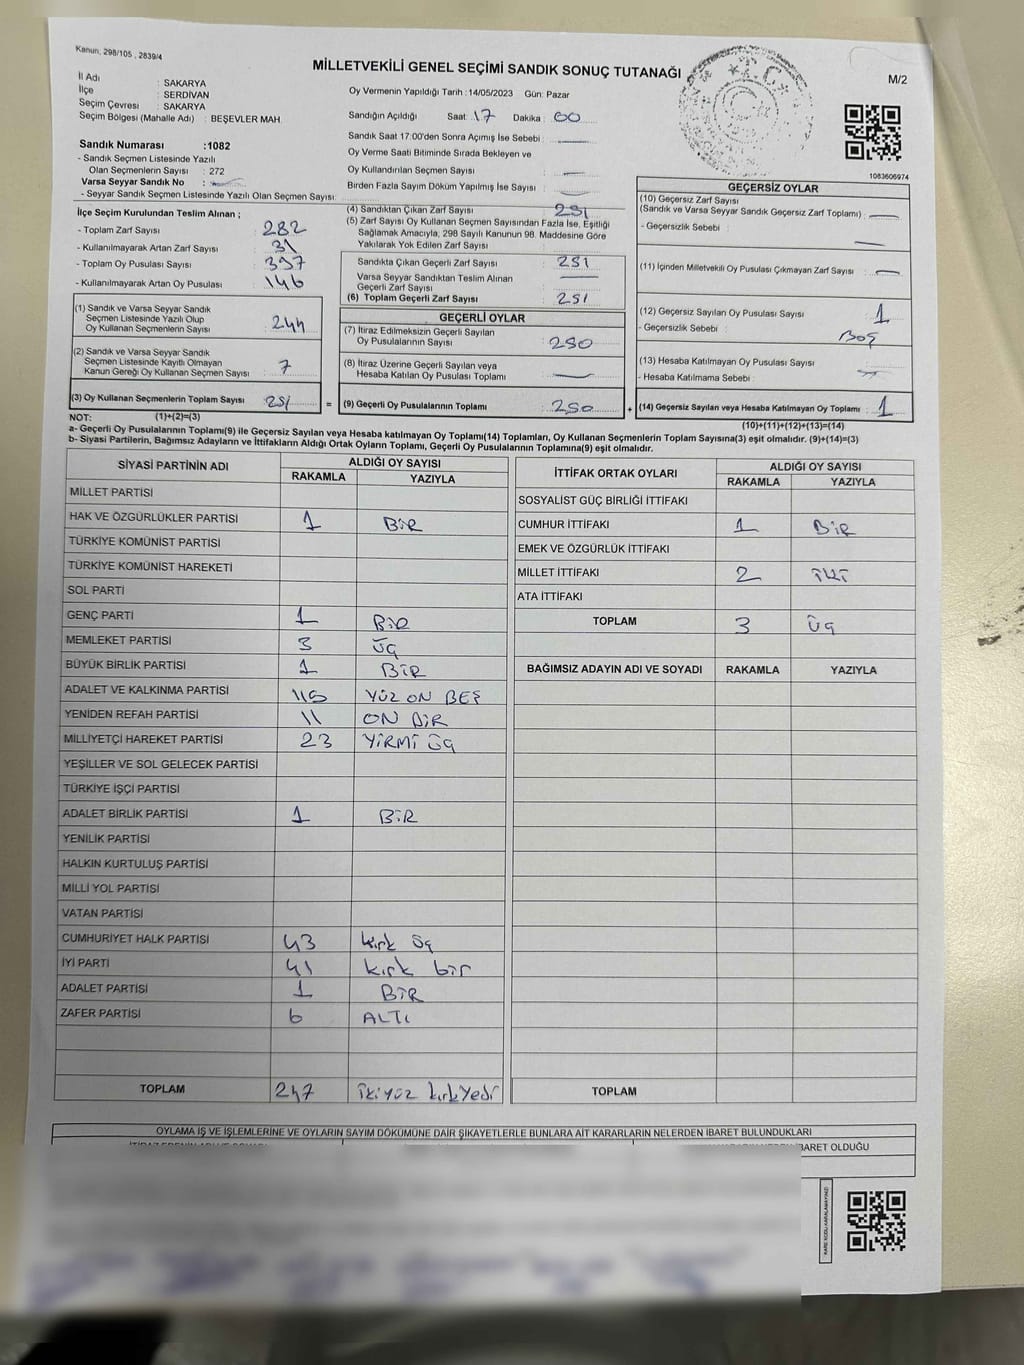 Kanun, 298/105 , 2839/4
MİLLETVEKİLİ GENEL SEÇİMİ SANDIK SONUÇ TUTANAĞI
M/2
T.C.
İl Adı : SAKARYA
İlçe : SERDİVAN
Seçim Çevresi : SAKARYA
Seçim Bölgesi (Mahalle Adı) : BEŞEVLER MAH.
Sandık Numarası :1082
- Sandık Seçmen Listesinde Yazılı
Olan Seçmenlerin Sayısı : 272
Varsa Seyyar Sandık No :
- Seyyar Sandık Seçmen Listesinde Yazılı Olan Seçmen Sayısı:
Oy Vermenin Yapıldığı Tarih :14/05/2023 Gün: Pazar
Sandığın Açıldığı Saat: 17 Dakika : 00
Sandık Saat 17:00'den Sonra Açımış İse Sebebi :
Oy Verme Saati Bitiminde Sırada Bekleyen ve
Oy Kullandırılan Seçmen Sayısı :
Birden Fazla Sayım Döküm Yapılmış İse Sayısı :
1083606974
İlçe Seçim Kurulundan Teslim Alınan ;
- Toplam Zarf Sayısı : 282
- Kullanılmayarak Artan Zarf Sayısı : 31
- Toplam Oy Pusulası Sayısı : 397
- Kullanılmayarak Artan Oy Pusulası : 146
(1) Sandık ve Varsa Seyyar Sandık
Seçmen Listesinde Yazılı Olup
Oy Kullanan Seçmenlerin Sayısı : 244
(2) Sandık ve Varsa Seyyar Sandık
Seçmen Listesinde Kayıtlı Olmayan
Kanun Gereği Oy Kullanan Seçmen Sayısı : 7
(3) Oy Kullanan Seçmenlerin Toplam Sayısı : 251 =
(4) Sandıktan Çıkan Zarf Sayısı : 251
(5) Zarf Sayısı Oy Kullanan Seçmen Sayısından Fazla İse, Eşitliği
Sağlamak Amacıyla, 298 Sayılı Kanunun 98. Maddesine Göre
Yakılarak Yok Edilen Zarf Sayısı :
Sandıkta Çıkan Geçerli Zarf Sayısı : 251
Varsa Seyyar Sandıktan Teslim Alınan
Geçerli Zarf Sayısı :
(6) Toplam Geçerli Zarf Sayısı : 251
GEÇERLİ OYLAR
(7) İtiraz Edilmeksizin Geçerli Sayılan
Oy Pusulalarının Sayısı : 250
(8) İtiraz Üzerine Geçerli Sayılan veya
Hesaba Katılan Oy Pusulası Toplamı :
(9) Geçerli Oy Pusulalarının Toplamı : 250 +
GEÇERSİZ OYLAR
(10) Geçersiz Zarf Sayısı
(Sandık ve Varsa Seyyar Sandık Geçersiz Zarf Toplamı) :
- Geçersizlik Sebebi :
(11) İçinden Milletvekili Oy Pusulası Çıkmayan Zarf Sayısı :
(12) Geçersiz Sayılan Oy Pusulası Sayısı : 1
- Geçersizlik Sebebi : BOŞ
(13) Hesaba Katılmayan Oy Pusulası Sayısı :
- Hesaba Katılmama Sebebi :
(14) Geçersiz Sayılan veya Hesaba Katılmayan Oy Toplamı : 1
NOT: (1)+(2)=(3) (10)+(11)+(12)+(13)=(14)
a- Geçerli Oy Pusulalarının Toplamı(9) ile Geçersiz Sayılan veya Hesaba katılmayan Oy Toplamı(14) Toplamları, Oy Kullanan Seçmenlerin Toplam Sayısına(3) eşit olmalıdır. (9)+(14)=(3)
b- Siyasi Partilerin, Bağımsız Adayların ve İttifakların Aldığı Ortak Oyların Toplamı, Geçerli Oy Pusulalarının Toplamına(9) eşit olmalıdır.
SİYASİ PARTİNİN ADI ALDIĞI OY SAYISI
RAKAMLA YAZIYLA
MİLLET PARTİSİ
HAK VE ÖZGÜRLÜKLER PARTİSİ 1 BİR
TÜRKİYE KOMÜNİST PARTİSİ
TÜRKİYE KOMÜNİST HAREKETİ
SOL PARTİ
GENÇ PARTİ 1 BİR
MEMLEKET PARTİSİ 3 ÜÇ
BÜYÜK BİRLİK PARTİSİ 1 BİR
ADALET VE KALKINMA PARTİSİ 115 YÜZ ON BEŞ
YENİDEN REFAH PARTİSİ 11 ON BİR
MİLLİYETÇİ HAREKET PARTİSİ 23 YİRMİ ÜÇ
YEŞİLLER VE SOL GELECEK PARTİSİ
TÜRKİYE İŞÇİ PARTİSİ
ADALET BİRLİK PARTİSİ 1 BİR
YENİLİK PARTİSİ
HALKIN KURTULUŞ PARTİSİ
MİLLİ YOL PARTİSİ
VATAN PARTİSİ
CUMHURİYET HALK PARTİSİ 43 kırk üç
İYİ PARTİ 41 kırk bir
ADALET PARTİSİ 1 BİR
ZAFER PARTİSİ 6 ALTI
TOPLAM 247 ikiyüz kırkyedi
İTTİFAK ORTAK OYLARI ALDIĞI OY SAYISI
RAKAMLA YAZIYLA
SOSYALİST GÜÇ BİRLİĞİ İTTİFAKI
CUMHUR İTTİFAKI 1 BİR
EMEK VE ÖZGÜRLÜK İTTİFAKI
MİLLET İTTİFAKI 2 İKİ
ATA İTTİFAKI
TOPLAM 3 ÜÇ
BAĞIMSIZ ADAYIN ADI VE SOYADI RAKAMLA YAZIYLA
TOPLAM
OYLAMA İŞ VE İŞLEMLERİNE VE OYLARIN SAYIM DÖKÜMÜNE DAİR ŞİKAYETLERLE BUNLARA AİT KARARLARIN NELERDEN İBARET BULUNDUKLARI
İBARET OLDUĞU